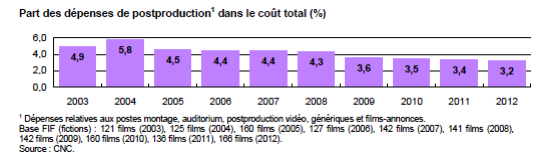 Part des dépenses de postproduction¹ dans le coût total (%)
6,0
4,0
2,0
0,0
4,9 5,8 4,5 4,4 4,4 4,3 3,6 3,5 3,4 3,2
2003 2004 2005 2006 2007 2008 2009 2010 2011 2012
¹ Dépenses relatives aux postes montage, auditorium, postproduction vidéo, génériques et films-annonces.
Base FIF (fictions) : 121 films (2003), 125 films (2004), 160 films (2005), 127 films (2006), 142 films (2007), 141 films (2008),
142 films (2009), 160 films (2010), 136 films (2011), 166 films (2012).
Source : CNC.